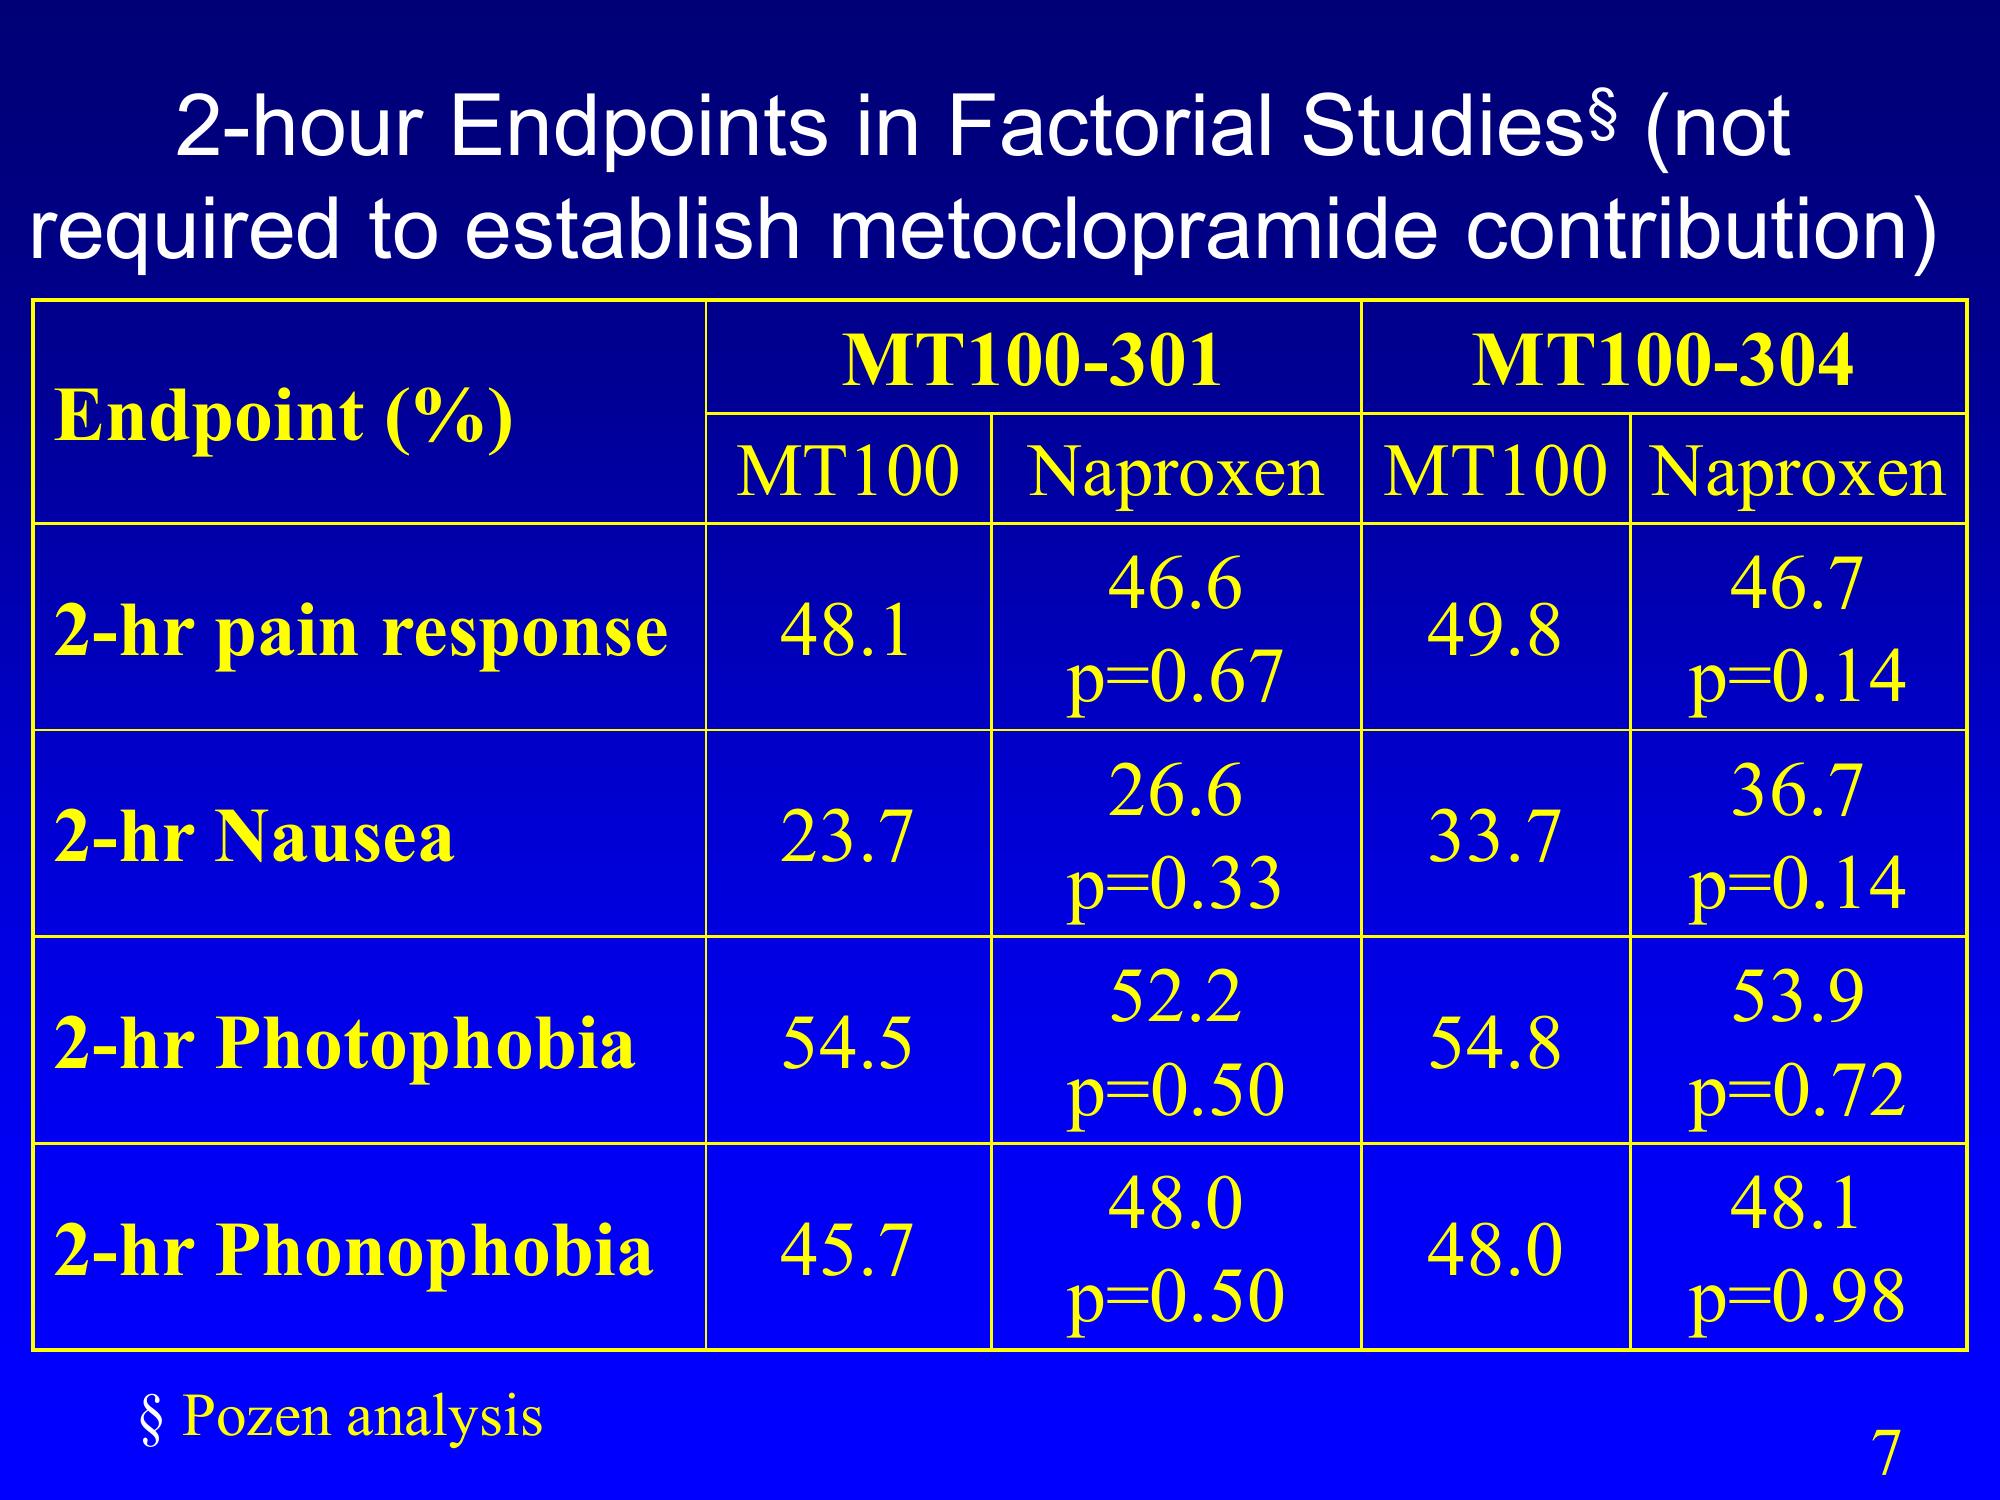 2-hour Endpoints in Factorial Studies§ (not
required to establish metoclopramide contribution)
Endpoint (%)
MT100-301
MT100-304
MT100
Naproxen
MT100
Naproxen
2-hr pain response
48.1
46.6
p=0.67
49.8
46.7
p=0.14
2-hr Nausea
23.7
26.6
p=0.33
33.7
36.7
p=0.14
2-hr Photophobia
54.5
52.2
p=0.50
54.8
53.9
p=0.72
2-hr Phonophobia
45.7
48.0
p=0.50
48.0
48.1
p=0.98
§ Pozen analysis
7